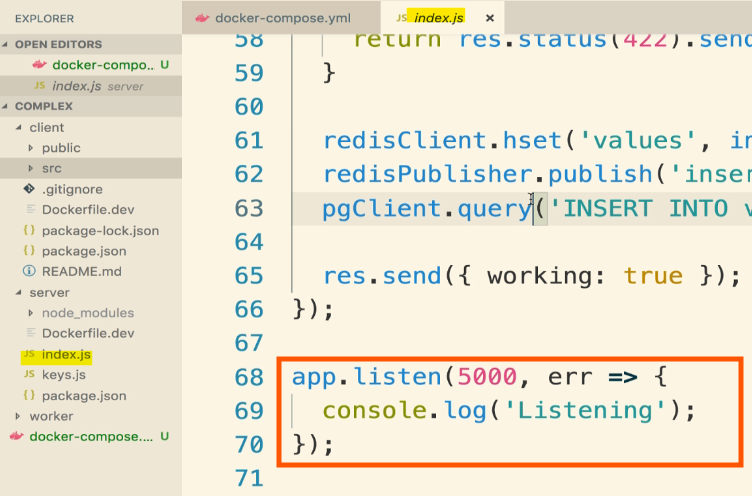 EXPLORER
OPEN EDITORS
docker-compo... U
JS index.js server
COMPLEX
client
public
src
.gitignore
Dockerfile.dev
{} package-lock.json
{} package.json
README.md
server
node_modules
Dockerfile.dev
JS index.js
JS keys.js
{} package.json
worker
docker-compose.... U
docker-compose.yml
JS index.js ×
58 return res.status(422).send
59 }
60
61 redisClient.hset('values', in
62 redisPublisher.publish('inser
63 pgClient.query('INSERT INTO v
64
65 res.send({ working: true });
66 });
67
68 app.listen(5000, err => {
69 console.log('Listening');
70 });
71